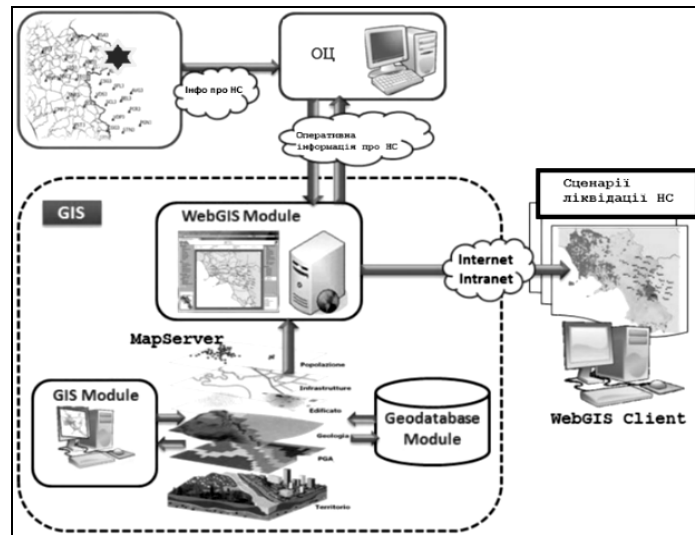 ОЦ
Інфо про НС
Оперативна
інформація про НС
GIS
WebGIS Module
Internet
Intranet
Сценарії
ліквідації НС
WebGIS Client
MapServer
Popolazione
Infrastrutture
Edificato
Geologia
PGA
Territorio
GIS Module
Geodatabase
Module